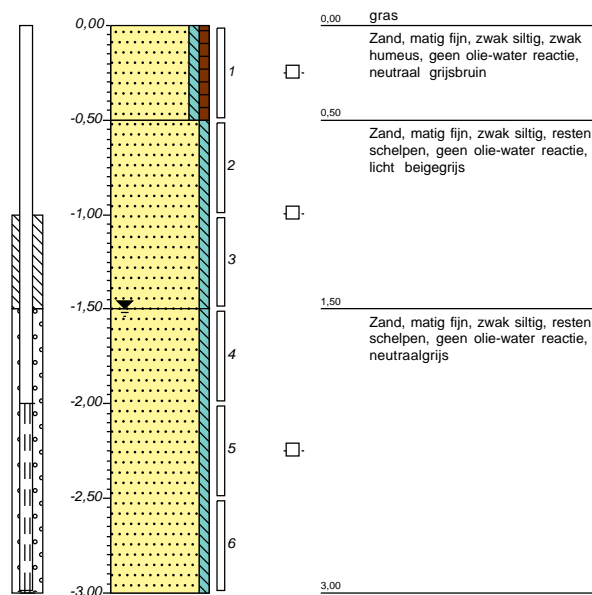 0,00
-0,50
-1,00
-1,50
-2,00
-2,50
-3,00
1
2
3
4
5
6
0,00 gras
Zand, matig fijn, zwak siltig, zwak
humeus, geen olie-water reactie,
neutraal grijsbruin
0,50
Zand, matig fijn, zwak siltig, resten
schelpen, geen olie-water reactie,
licht beigegrijs
1,50
Zand, matig fijn, zwak siltig, resten
schelpen, geen olie-water reactie,
neutraalgrijs
3,00